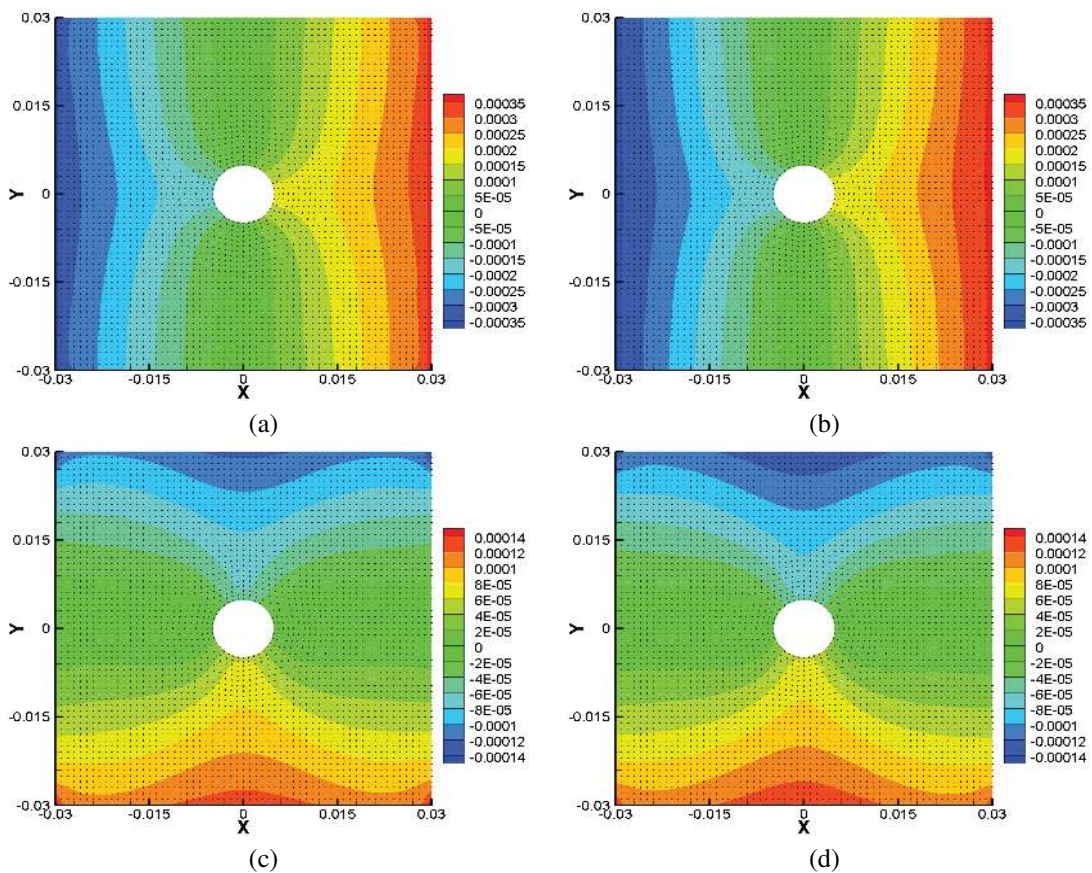 0.03
0.015
0
-0.015
-0.03
Y
-0.03 -0.015 0 0.015 0.03
X
0.00035
0.0003
0.00025
0.0002
0.00015
0.0001
5E-05
0
-5E-05
-0.0001
-0.00015
-0.0002
-0.00025
-0.0003
-0.00035
(a)
0.03
0.015
0
-0.015
-0.03
Y
-0.03 -0.015 0 0.015 0.03
X
0.00035
0.0003
0.00025
0.0002
0.00015
0.0001
5E-05
0
-5E-05
-0.0001
-0.00015
-0.0002
-0.00025
-0.0003
-0.00035
(b)
0.03
0.015
0
-0.015
-0.03
Y
-0.03 -0.015 0 0.015 0.03
X
0.00014
0.00012
0.0001
8E-05
6E-05
4E-05
2E-05
0
-2E-05
-4E-05
-6E-05
-8E-05
-0.0001
-0.00012
-0.00014
(c)
0.03
0.015
0
-0.015
-0.03
Y
-0.03 -0.015 0 0.015 0.03
X
0.00014
0.00012
0.0001
8E-05
6E-05
4E-05
2E-05
0
-2E-05
-4E-05
-6E-05
-8E-05
-0.0001
-0.00012
-0.00014
(d)